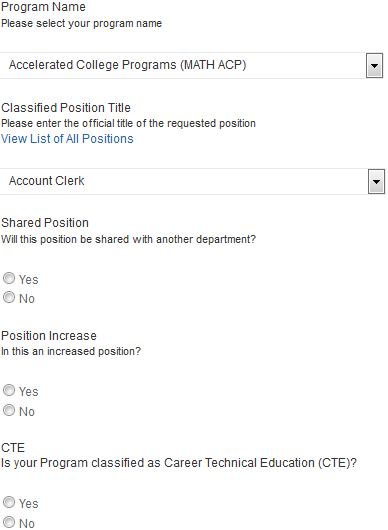 Program Name
Please select your program name
Accelerated College Programs (MATH ACP)
Classified Position Title
Please enter the official title of the requested position
View List of All Positions
Account Clerk
Shared Position
Will this position be shared with another department?
Yes
No
Position Increase
In this an increased position?
Yes
No
CTE
Is your Program classified as Career Technical Education (CTE)?
Yes
No